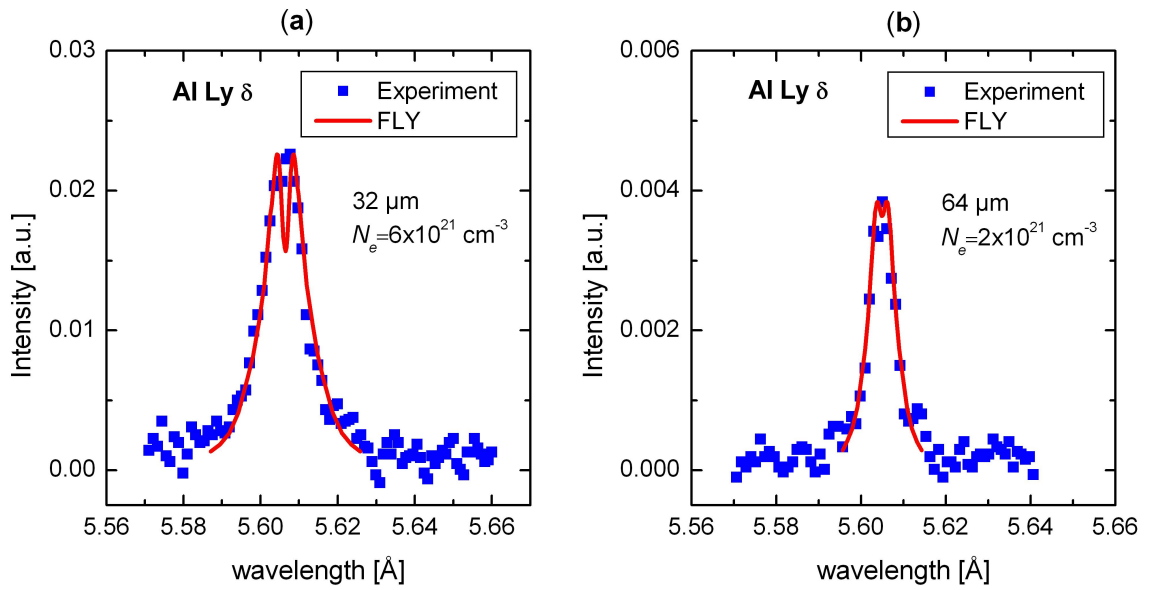 (a)
Al Ly δ
Experiment
FLY
32 µm
Nₑ=6x10²¹ cm⁻³
0.03
0.02
0.01
0.00
Intensity [a.u.]
5.56 5.58 5.60 5.62 5.64 5.66
wavelength [Å]
(b)
Al Ly δ
Experiment
FLY
64 µm
Nₑ=2x10²¹ cm⁻³
0.006
0.004
0.002
0.000
Intensity [a.u.]
5.56 5.58 5.60 5.62 5.64 5.66
wavelength [Å]